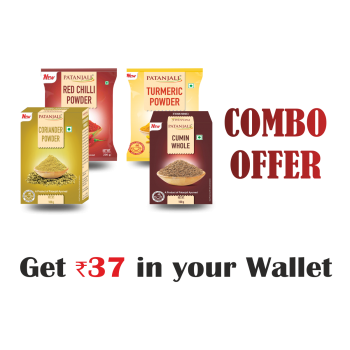 New
PATANJALI
RED CHILLI
POWDER
New
PATANJALI
TURMERIC
POWDER
New
PATANJALI
CORIANDER
POWDER
New
PATANJALI
CUMIN
WHOLE
COMBO
OFFER
Get ₹37 in your Wallet